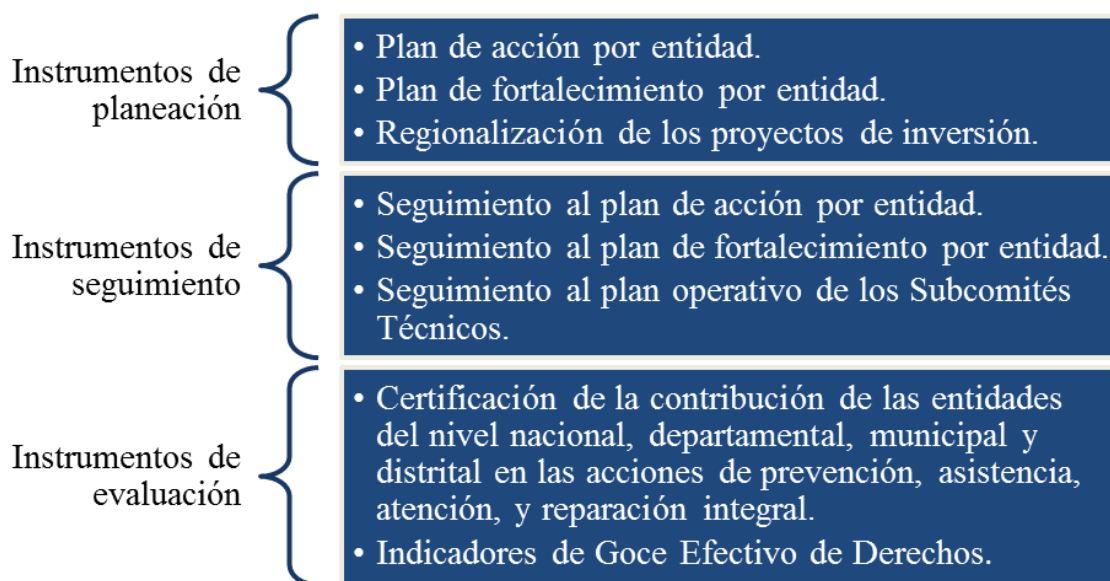 Instrumentos de
planeación
• Plan de acción por entidad.
• Plan de fortalecimiento por entidad.
• Regionalización de los proyectos de inversión.
Instrumentos de
seguimiento
• Seguimiento al plan de acción por entidad.
• Seguimiento al plan de fortalecimiento por entidad.
• Seguimiento al plan operativo de los Subcomités
Técnicos.
Instrumentos de
evaluación
• Certificación de la contribución de las entidades
del nivel nacional, departamental, municipal y
distrital en las acciones de prevención, asistencia,
atención, y reparación integral.
• Indicadores de Goce Efectivo de Derechos.